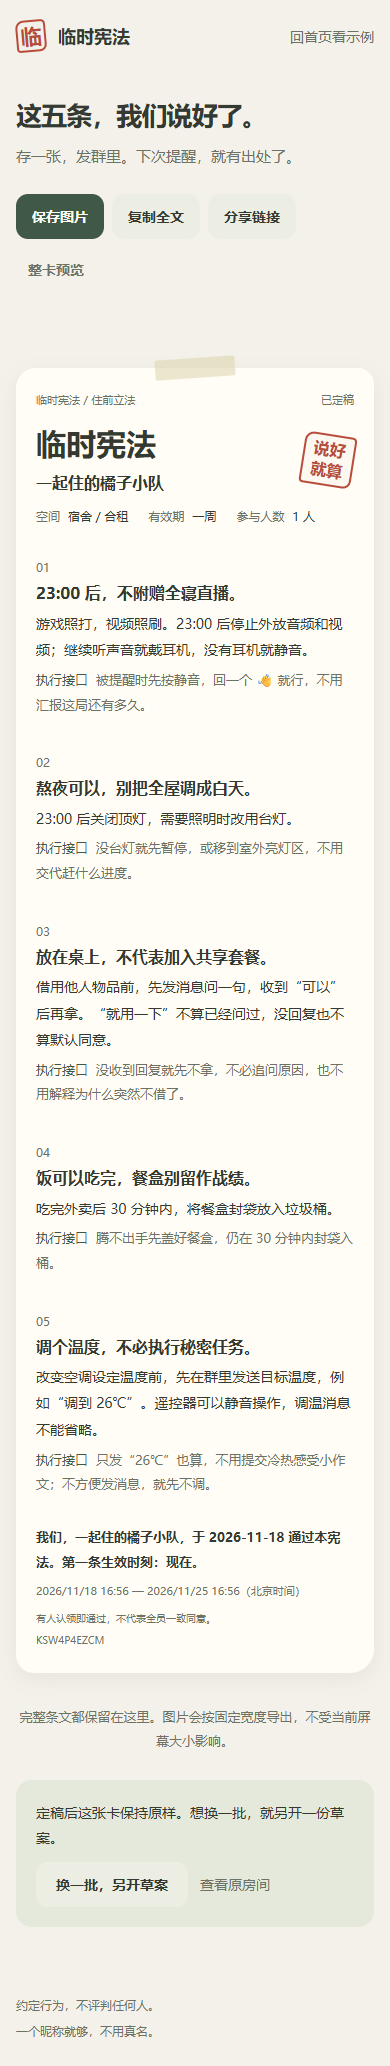 临 临时宪法 回首页看示例
这五条，我们说好了。
存一张，发群里。下次提醒，就有出处了。
保存图片 复制全文 分享链接
整卡预览
临时宪法 / 住前立法 已定稿
临时宪法
说好
就算
一起住的橘子小队
空间 宿舍 / 合租 有效期 一周 参与人数 1 人
01
23:00 后，不附赠全寝直播。
游戏照打，视频照刷。23:00 后停止外放音频和视
频；继续听声音就戴耳机，没有耳机就静音。
执行接口 被提醒时先按静音，回一个 🤙 就行，不用
汇报这局还有多久。
02
熬夜可以，别把全屋调成白天。
23:00 后关闭顶灯，需要照明时改用台灯。
执行接口 没台灯就先暂停，或移到室外亮灯区，不用
交代赶什么进度。
03
放在桌上，不代表加入共享套餐。
借用他人物品前，先发消息问一句，收到“可以”
后再拿。“就用一下”不算已经问过，没回复也不
算默认同意。
执行接口 没收到回复就先不拿，不必追问原因，也不
用解释为什么突然不借了。
04
饭可以吃完，餐盒别留作战绩。
吃完外卖后 30 分钟内，将餐盒封袋放入垃圾桶。
执行接口 腾不出手先盖好餐盒，仍在 30 分钟内封袋入
桶。
05
调个温度，不必执行秘密任务。
改变空调设定温度前，先在群里发送目标温度，例
如“调到 26℃”。遥控器可以静音操作，调温消息
不能省略。
执行接口 只发“26℃”也算，不用提交冷热感受小作
文；不方便发消息，就先不调。
我们，一起住的橘子小队，于 2026-11-18 通过本宪
法。第一条生效时刻：现在。
2026/11/18 16:56 — 2026/11/25 16:56（北京时间）
有人认领即通过，不代表全员一致同意。
KSW4P4EZCM
完整条文都保留在这里。图片会按固定宽度导出，不受当前屏
幕大小影响。
定稿后这张卡保持原样。想换一批，就另开一份草
案。
换一批，另开草案 查看原房间
约定行为，不评判任何人。
一个昵称就够，不用真名。